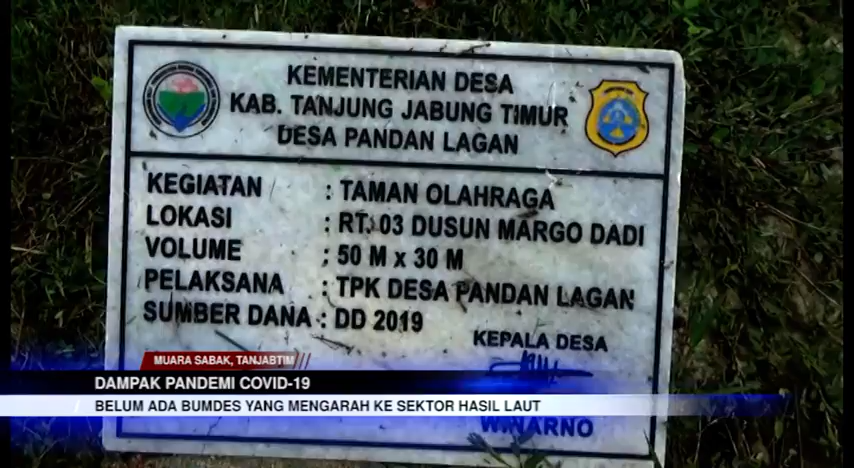 KEMENTERIAN DESA
KAB. TANJUNG JABUNG TIMUR
DESA PANDAN LAGAN
KEGIATAN : TAMAN OLAHRAGA
LOKASI : RT. 03 DUSUN MARGO DADI
VOLUME : 50 M x 30 M
PELAKSANA : TPK DESA PANDAN LAGAN
SUMBER DANA : DD 2019
KEPALA DESA
WINARNO
MUARA SABAK, TANJABTIM
DAMPAK PANDEMI COVID-19
BELUM ADA BUMDES YANG MENGARAH KE SEKTOR HASIL LAUT